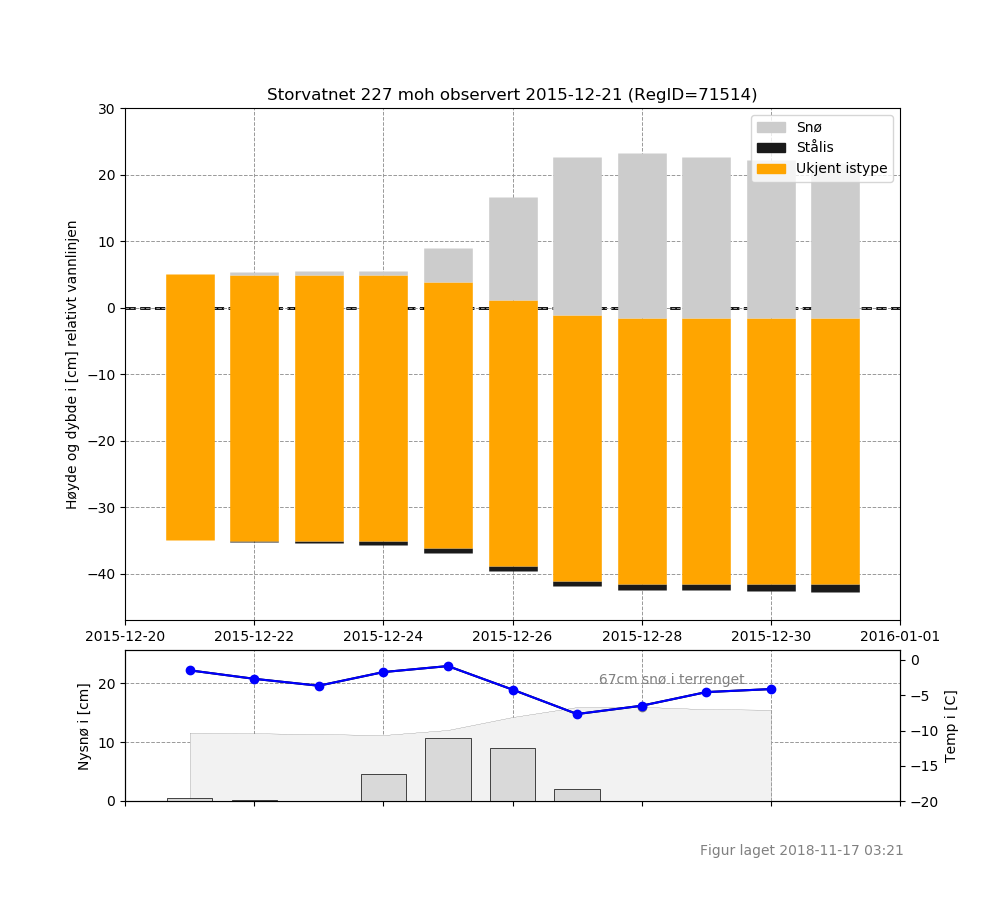 Storvatnet 227 moh observert 2015-12-21 (RegID=71514)
Høyde og dybde i [cm] relativt vannlinjen
30
20
10
0
−10
−20
−30
−40
Snø
Stålis
Ukjent istype
2015-12-20 2015-12-22 2015-12-24 2015-12-26 2015-12-28 2015-12-30 2016-01-01
Nysnø i [cm]
20
10
0
67cm snø i terrenget
0
−5
−10
−15
−20
Temp i [C]
Figur laget 2018-11-17 03:21